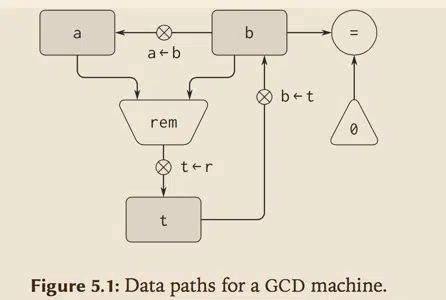 a
b
=
a←b
b←t
rem
0
t←r
t
Figure 5.1: Data paths for a GCD machine.